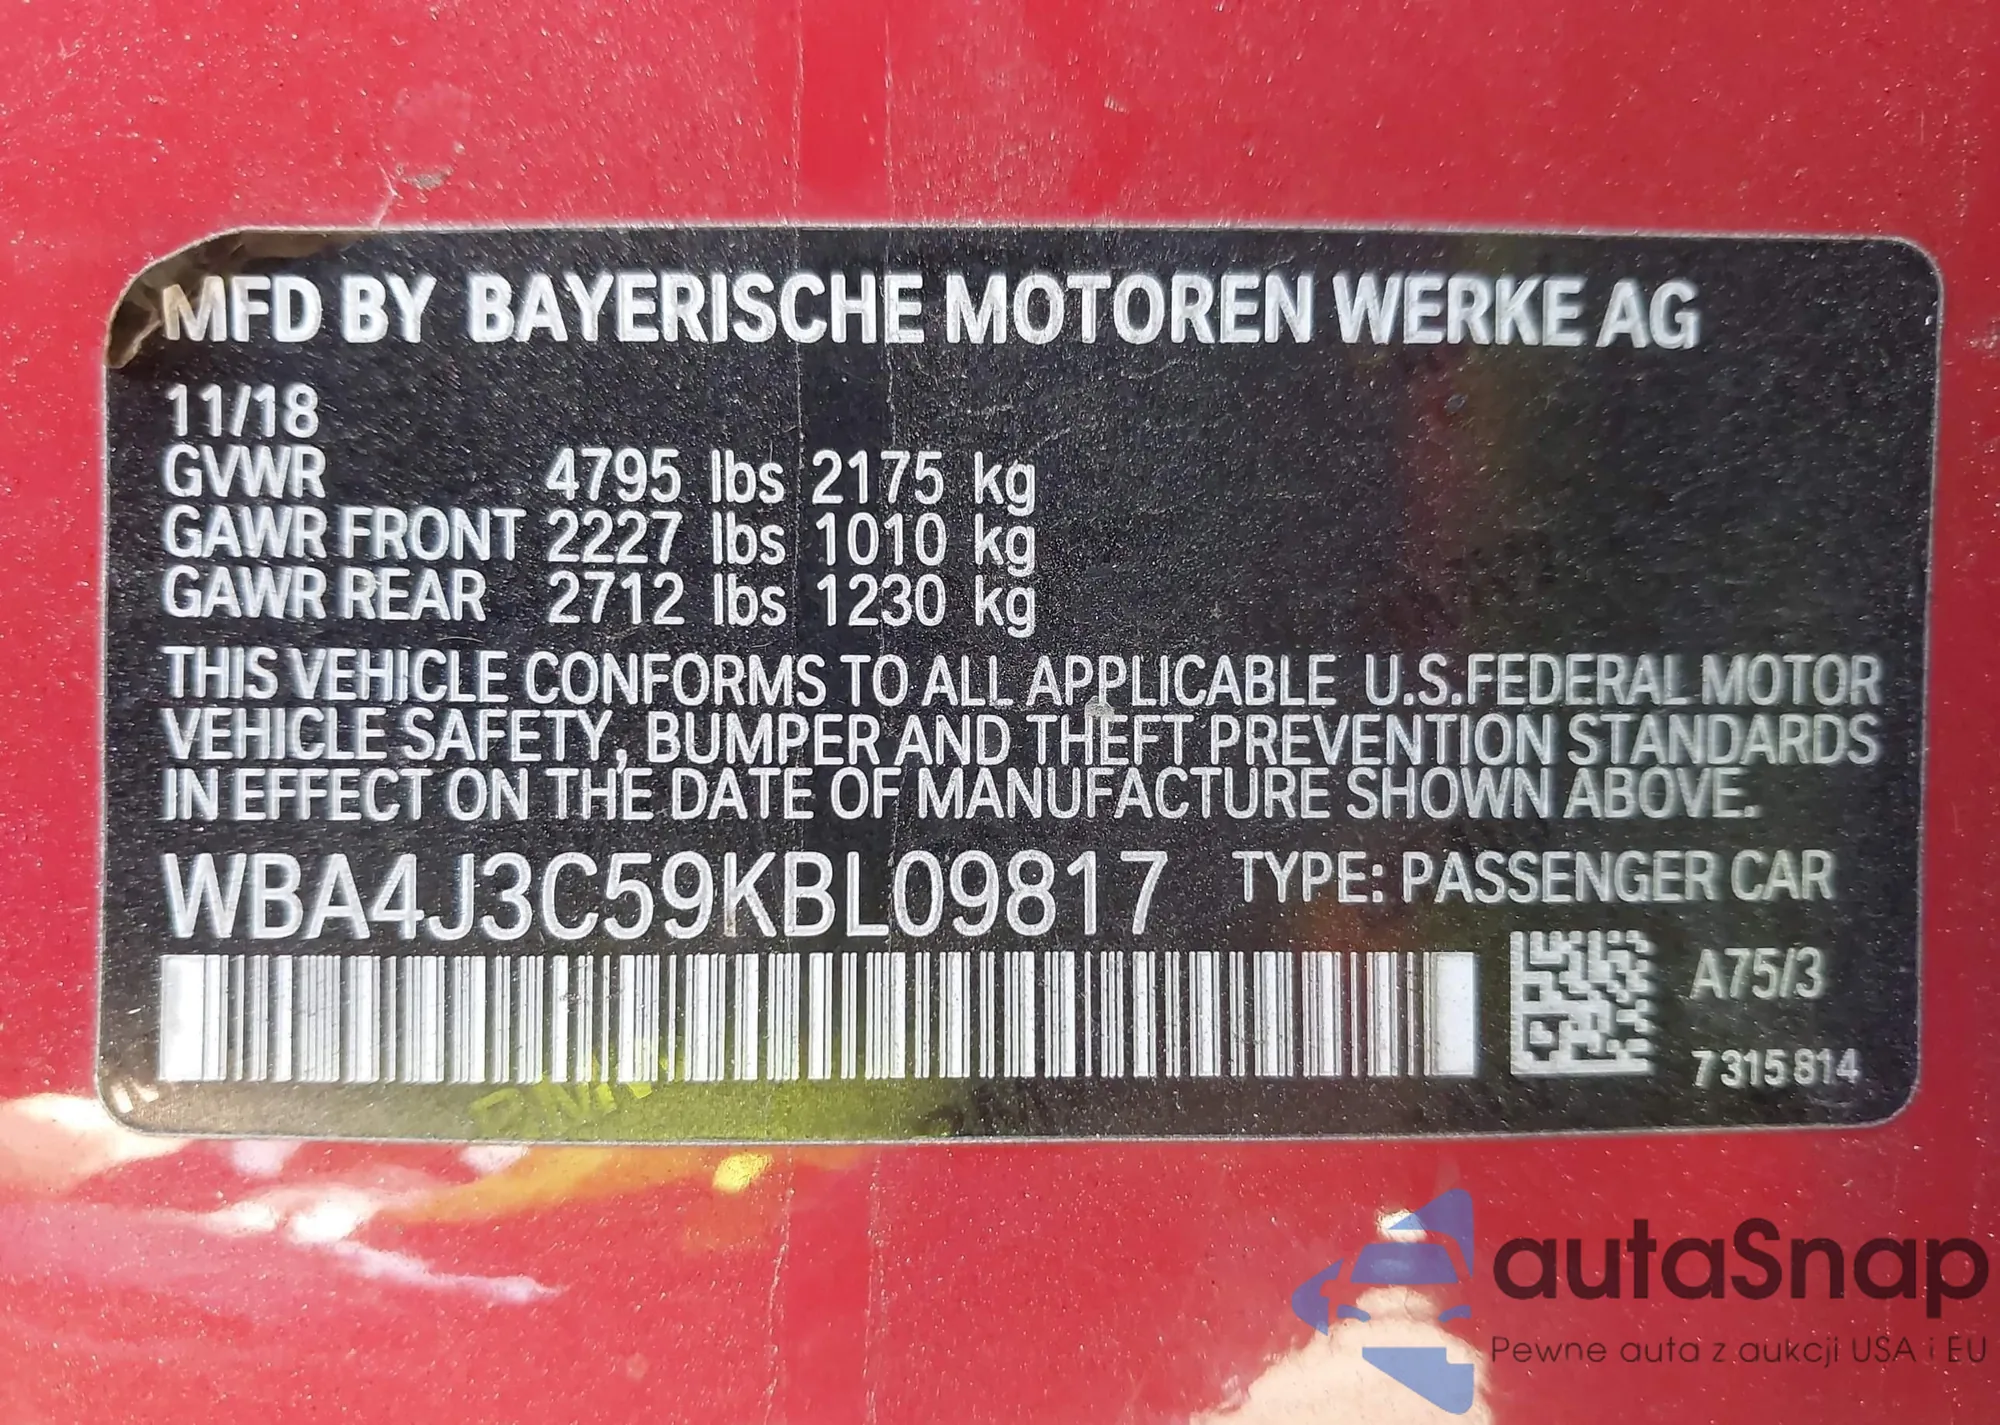 MFD BY BAYERISCHE MOTOREN WERKE AG
11/18
GVWR 4795 lbs 2175 kg
GAWR FRONT 2227 lbs 1010 kg
GAWR REAR 2712 lbs 1230 kg
THIS VEHICLE CONFORMS TO ALL APPLICABLE U.S.FEDERAL MOTOR
VEHICLE SAFETY, BUMPER AND THEFT PREVENTION STANDARDS
IN EFFECT ON THE DATE OF MANUFACTURE SHOWN ABOVE.
WBA4J3C59KBL09817 TYPE: PASSENGER CAR
A75/3
7315814
autaSnap
Pewne auta z aukcji USA i EU